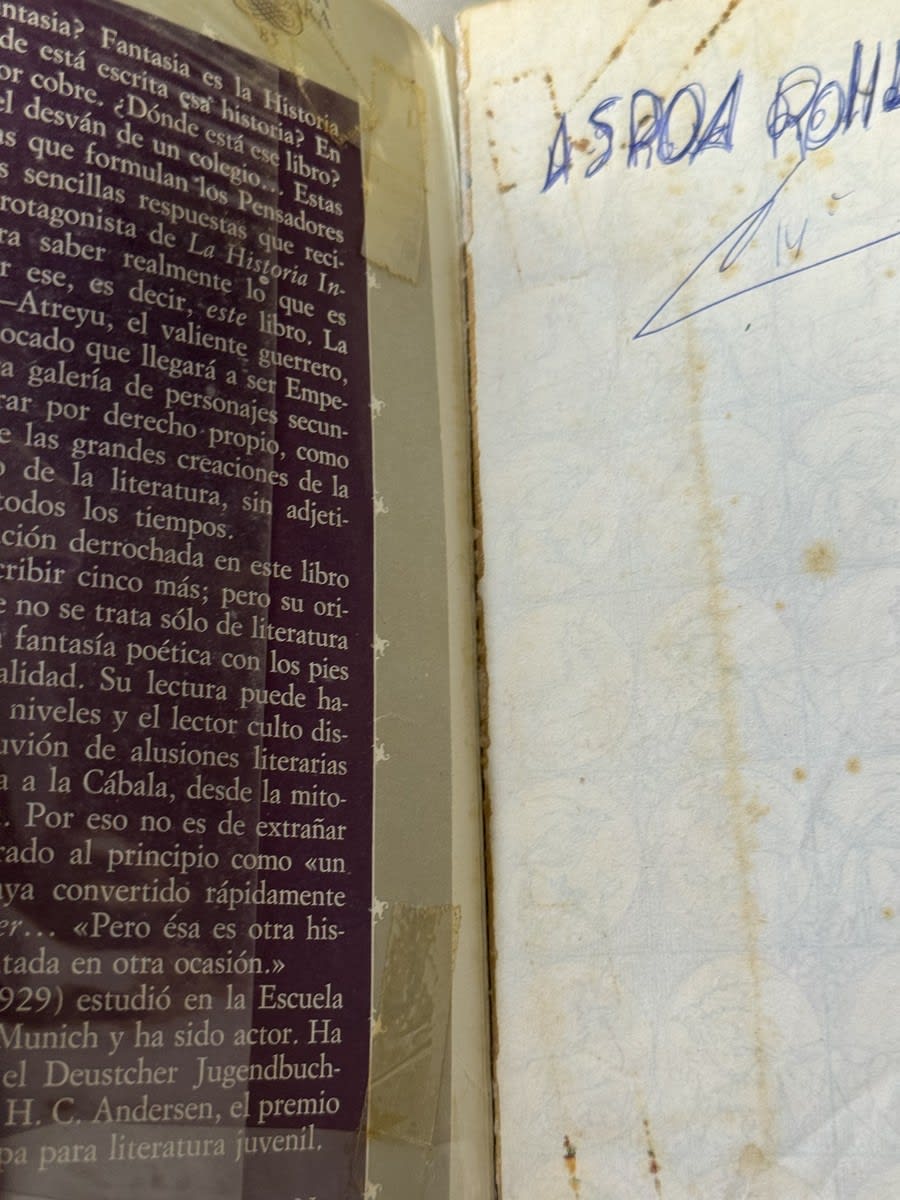 RA
85
ntasia? Fantasia es la Historia
de está escrita esa historia? En
or cobre. ¿Dónde está ese libro?
el desván de un colegio... Estas
as que formulan los Pensadores
s sencillas respuestas que reci-
rotagonista de La Historia In-
ra saber realmente lo que es
r ese, es decir, este libro. La
—Atreyu, el valiente guerrero,
ocado que llegará a ser Empe-
a galería de personajes secun-
rar por derecho propio, como
e las grandes creaciones de la
o de la literatura, sin adjeti-
todos los tiempos.
ción derrochada en este libro
cribir cinco más; pero su ori-
e no se trata sólo de literatura
a fantasía poética con los pies
alidad. Su lectura puede ha-
niveles y el lector culto dis-
uvión de alusiones literarias
a a la Cábala, desde la mito-
.. Por eso no es de extrañar
rado al principio como «un
aya convertido rápidamente
er... «Pero ésa es otra his-
tada en otra ocasión.»
929) estudió en la Escuela
Munich y ha sido actor. Ha
el Deustcher Jugendbuch-
H. C. Andersen, el premio
pa para literatura juvenil.